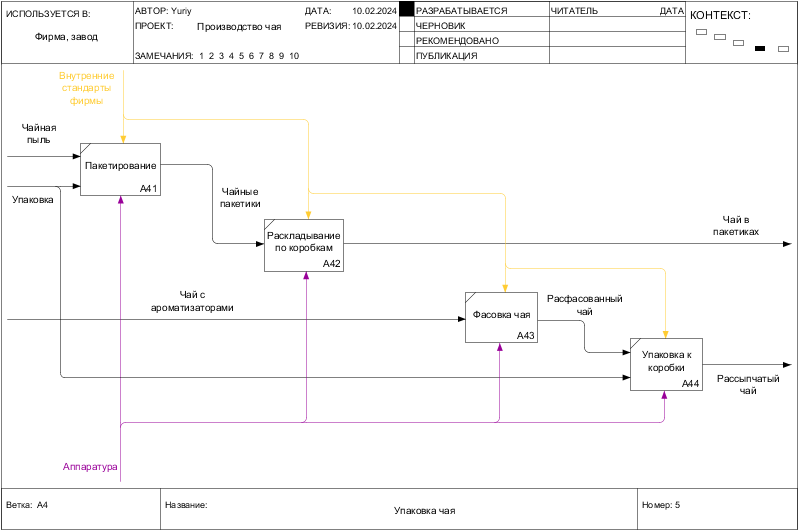 ИСПОЛЬЗУЕТСЯ В:
Фирма, завод
АВТОР: Yuriy
ДАТА: 10.02.2024
ПРОЕКТ: Производство чая
РЕВИЗИЯ: 10.02.2024
ЗАМЕЧАНИЯ: 1 2 3 4 5 6 7 8 9 10
РАЗРАБАТЫВАЕТСЯ
ЧЕРНОВИК
РЕКОМЕНДОВАНО
ПУБЛИКАЦИЯ
ЧИТАТЕЛЬ ДАТА
КОНТЕКСТ:
Внутренние
стандарты
фирмы
Чайная
пыль
Пакетирование
A41
Упаковка
Чайные
пакетики
Раскладывание
по коробкам
A42
Чай в
пакетиках
Чай с
ароматизаторами
Фасовка чая
A43
Расфасованный
чай
Упаковка к
коробки
A44
Рассыпчатый
чай
Аппаратура
Ветка: A4
Название:
Упаковка чая
Номер: 5